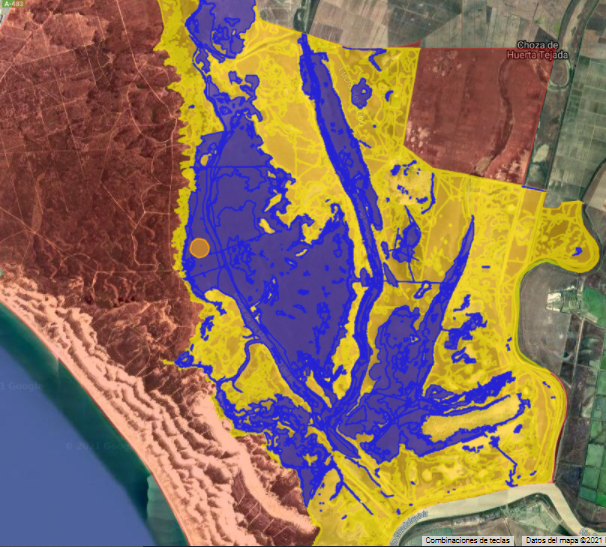 A-483
Choza de
Huerta Tejada
Combinaciones de teclas
Datos del mapa ©2021